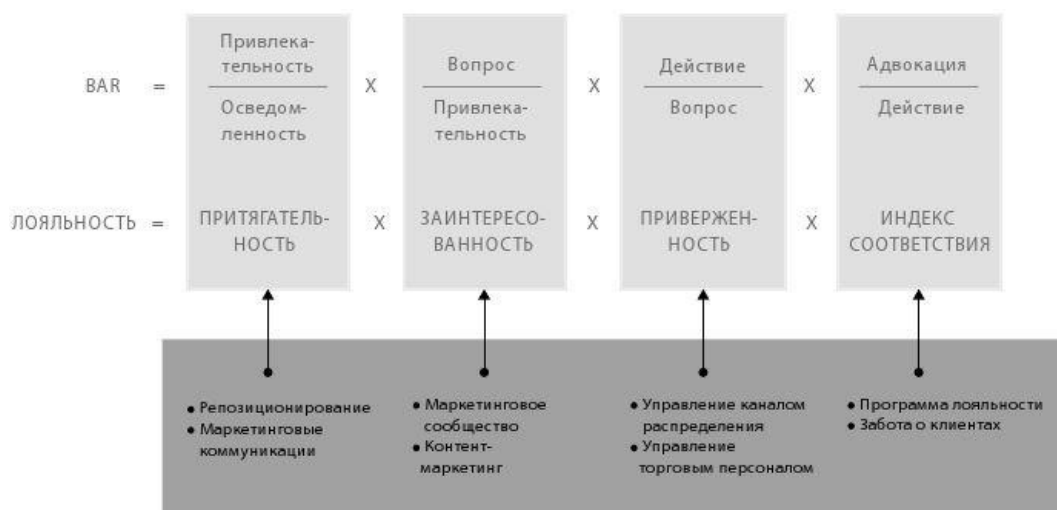 BAR = Привлека-
тельность
Осведом-
ленность
X
Вопрос
Привлека-
тельность
X
Действие
Вопрос
X
Адвокация
Действие
ЛОЯЛЬНОСТЬ = ПРИТЯГАТЕЛЬ-
НОСТЬ
X
ЗАИНТЕРЕСО-
ВАННОСТЬ
X
ПРИВЕРЖЕН-
НОСТЬ
X
ИНДЕКС
СООТВЕТСТВИЯ
• Репозиционирование
• Маркетинговые
коммуникации
• Маркетинговое
сообщество
• Контент-
маркетинг
• Управление каналом
распределения
• Управление
торговым персоналом
• Программа лояльности
• Забота о клиентах